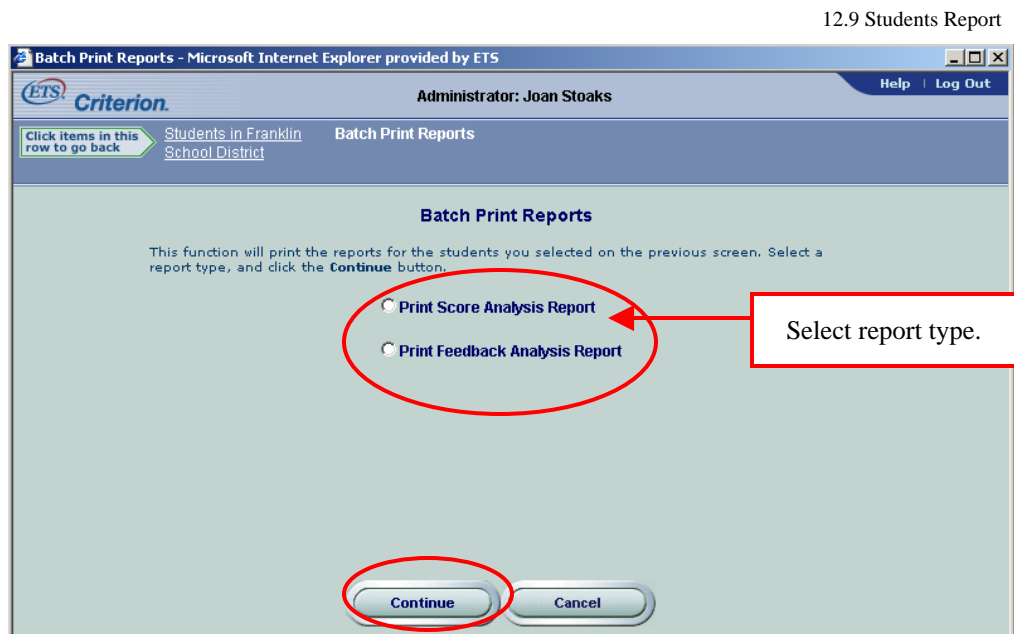 12.9 Students Report
Batch Print Reports - Microsoft Internet Explorer provided by ETS
ETS Criterion.
Administrator: Joan Stoaks
Help | Log Out
Click items in this
row to go back
Students in Franklin
School District
Batch Print Reports
Batch Print Reports
This function will print the reports for the students you selected on the previous screen. Select a
report type, and click the Continue button.
Print Score Analysis Report
Select report type.
Print Feedback Analysis Report
Continue
Cancel